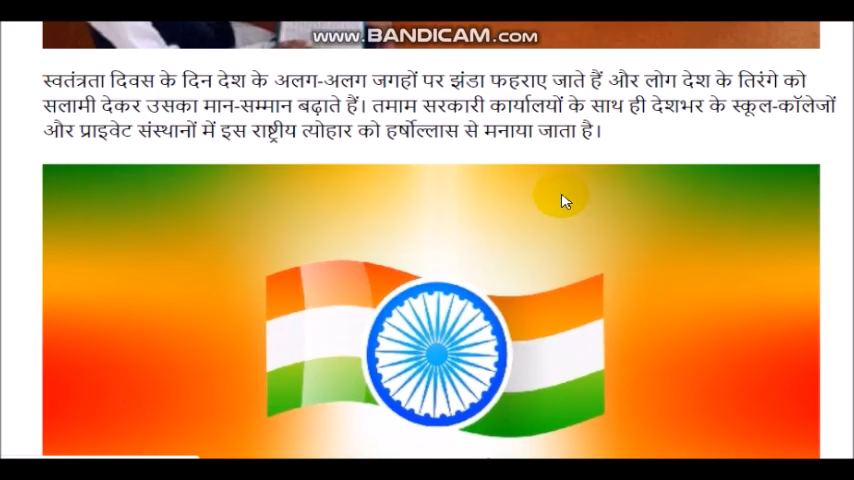 www.BANDICAM.com
स्वतंत्रता दिवस के दिन देश के अलग-अलग जगहों पर झंडा फहराए जाते हैं और लोग देश के तिरंगे को
सलामी देकर उसका मान-सम्मान बढ़ाते हैं। तमाम सरकारी कार्यालयों के साथ ही देशभर के स्कूल-कॉलेजों
और प्राइवेट संस्थानों में इस राष्ट्रीय त्योहार को हर्षोल्लास से मनाया जाता है।